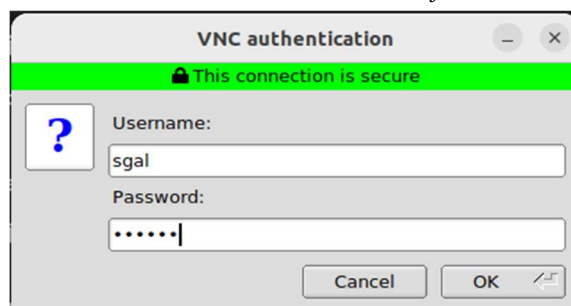 VNC authentication
This connection is secure
?
Username:
sgal
Password:
••••••
Cancel OK